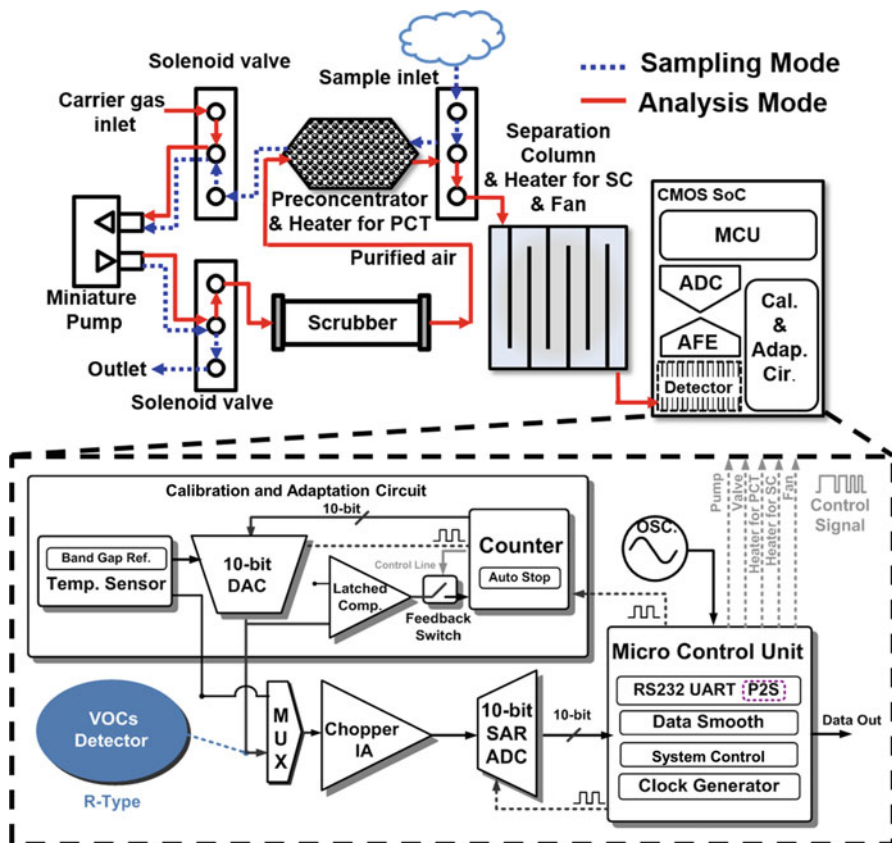 Solenoid valve
Carrier gas
inlet
Sample inlet
Sampling Mode
Analysis Mode
Separation
Column
& Heater for SC
& Fan
Preconcentrator
& Heater for PCT
Purified air
Miniature
Pump
Scrubber
Outlet
Solenoid valve
CMOS SoC
MCU
ADC
AFE
Detector
Cal.
&
Adap.
Cir.
Calibration and Adaptation Circuit
10-bit
Band Gap Ref.
Temp. Sensor
10-bit
DAC
Latched
Comp.
Control Line
Feedback
Switch
Counter
Auto Stop
OSC.
Pump
Valve
Heater for PCT
Heater for SC
Fan
Control
Signal
VOCs
Detector
R-Type
MUX
Chopper
IA
10-bit
SAR
ADC
10-bit
Micro Control Unit
RS232 UART P2S
Data Smooth
System Control
Clock Generator
Data Out